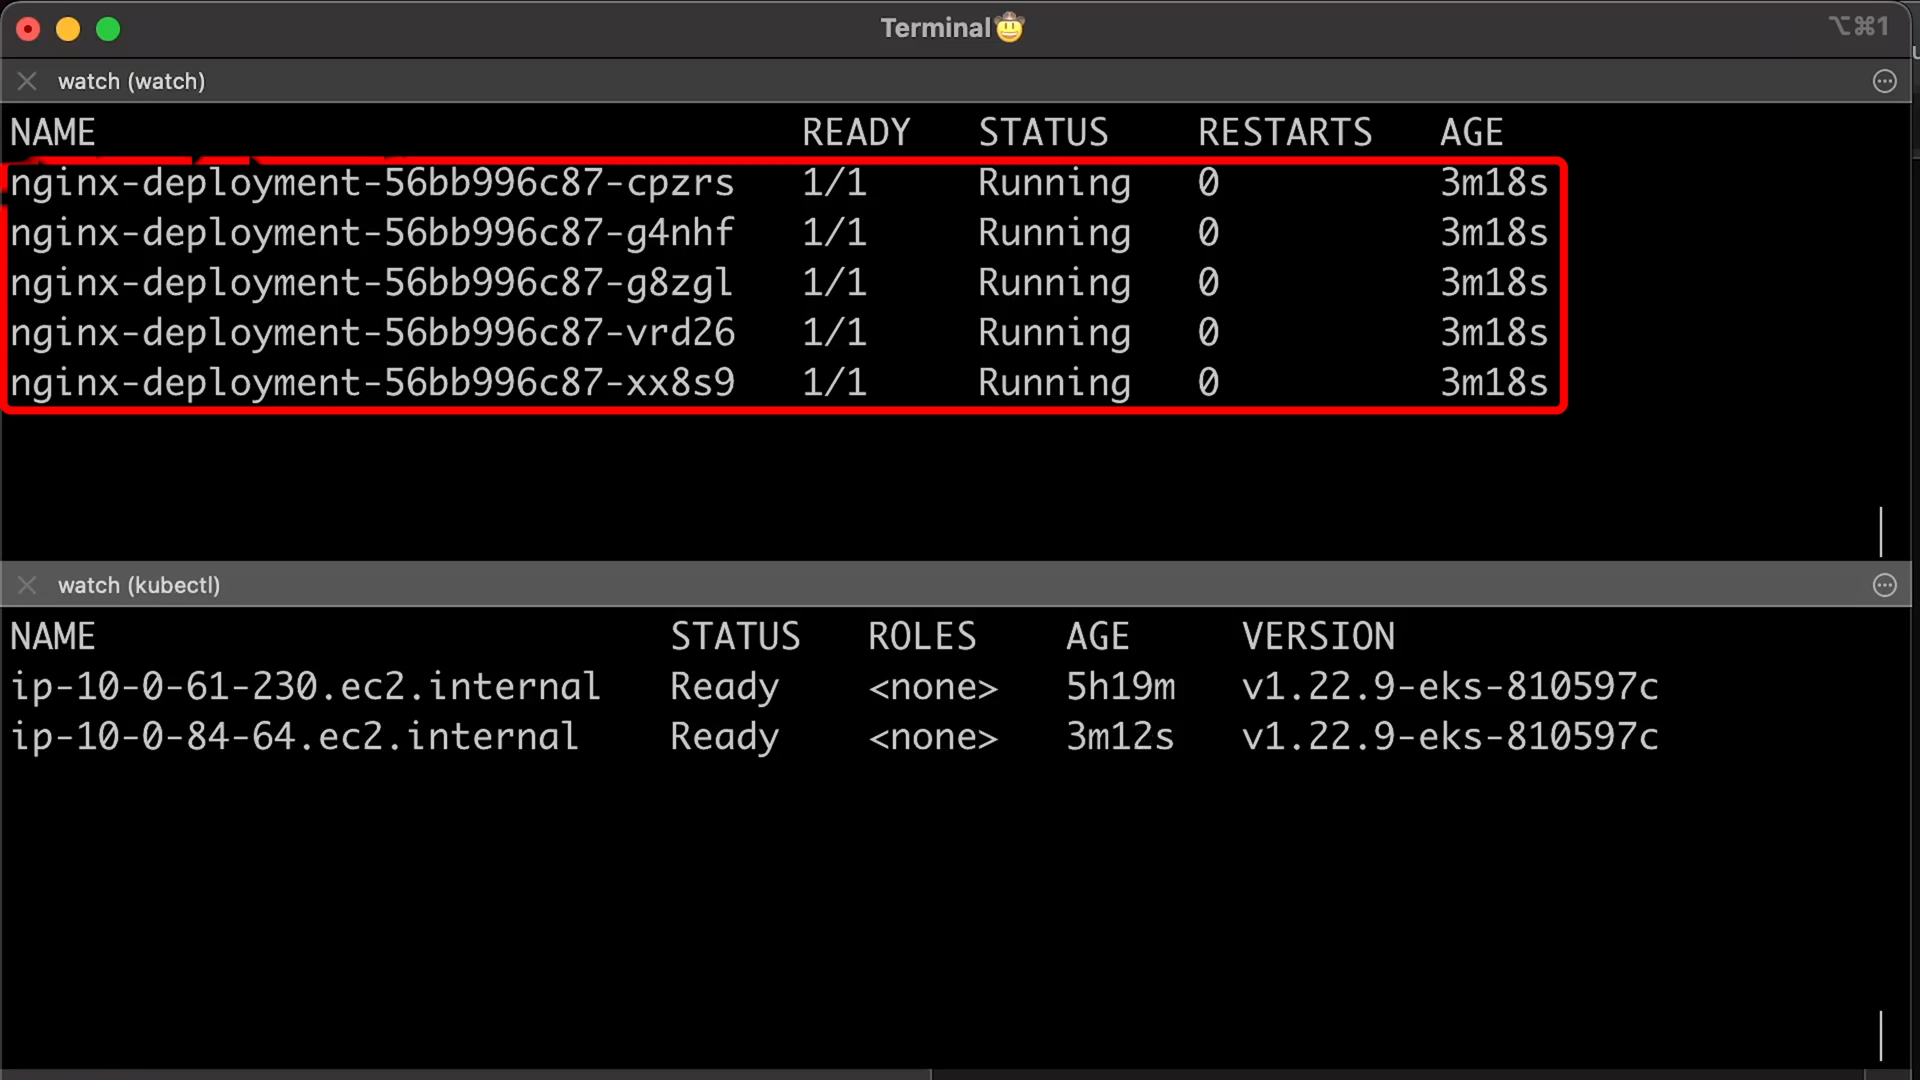 Terminal🤠
⌥⌘1
watch (watch)
NAME READY STATUS RESTARTS AGE
nginx-deployment-56bb996c87-cpzrs 1/1 Running 0 3m18s
nginx-deployment-56bb996c87-g4nhf 1/1 Running 0 3m18s
nginx-deployment-56bb996c87-g8zgl 1/1 Running 0 3m18s
nginx-deployment-56bb996c87-vrd26 1/1 Running 0 3m18s
nginx-deployment-56bb996c87-xx8s9 1/1 Running 0 3m18s
watch (kubectl)
NAME STATUS ROLES AGE VERSION
ip-10-0-61-230.ec2.internal Ready <none> 5h19m v1.22.9-eks-810597c
ip-10-0-84-64.ec2.internal Ready <none> 3m12s v1.22.9-eks-810597c